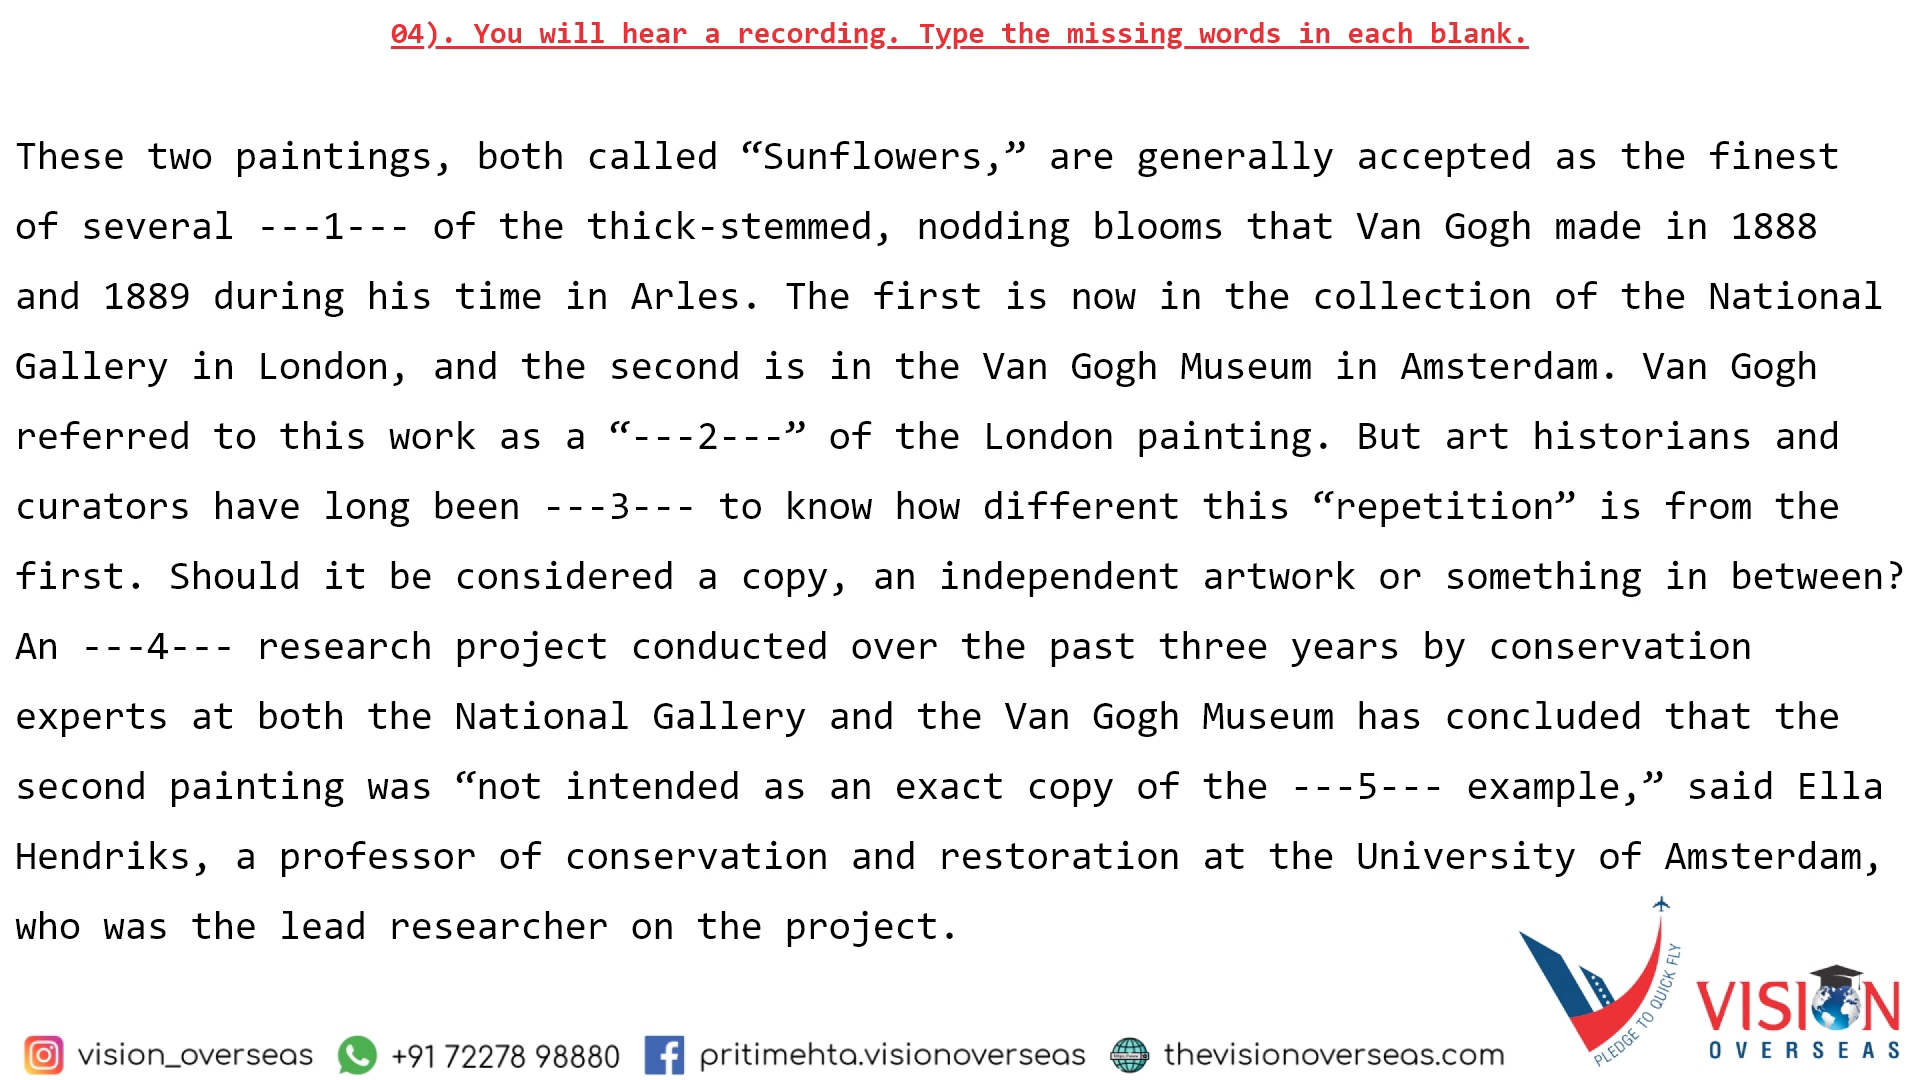 04). You will hear a recording. Type the missing words in each blank.
These two paintings, both called “Sunflowers,” are generally accepted as the finest
of several ---1--- of the thick-stemmed, nodding blooms that Van Gogh made in 1888
and 1889 during his time in Arles. The first is now in the collection of the National
Gallery in London, and the second is in the Van Gogh Museum in Amsterdam. Van Gogh
referred to this work as a “---2---” of the London painting. But art historians and
curators have long been ---3--- to know how different this “repetition” is from the
first. Should it be considered a copy, an independent artwork or something in between?
An ---4--- research project conducted over the past three years by conservation
experts at both the National Gallery and the Van Gogh Museum has concluded that the
second painting was “not intended as an exact copy of the ---5--- example,” said Ella
Hendriks, a professor of conservation and restoration at the University of Amsterdam,
who was the lead researcher on the project.
PLEDGE TO QUICK FLY
VISION
OVERSEAS
vision_overseas
+91 72278 98880
pritimehta.visionoverseas
thevisionoverseas.com